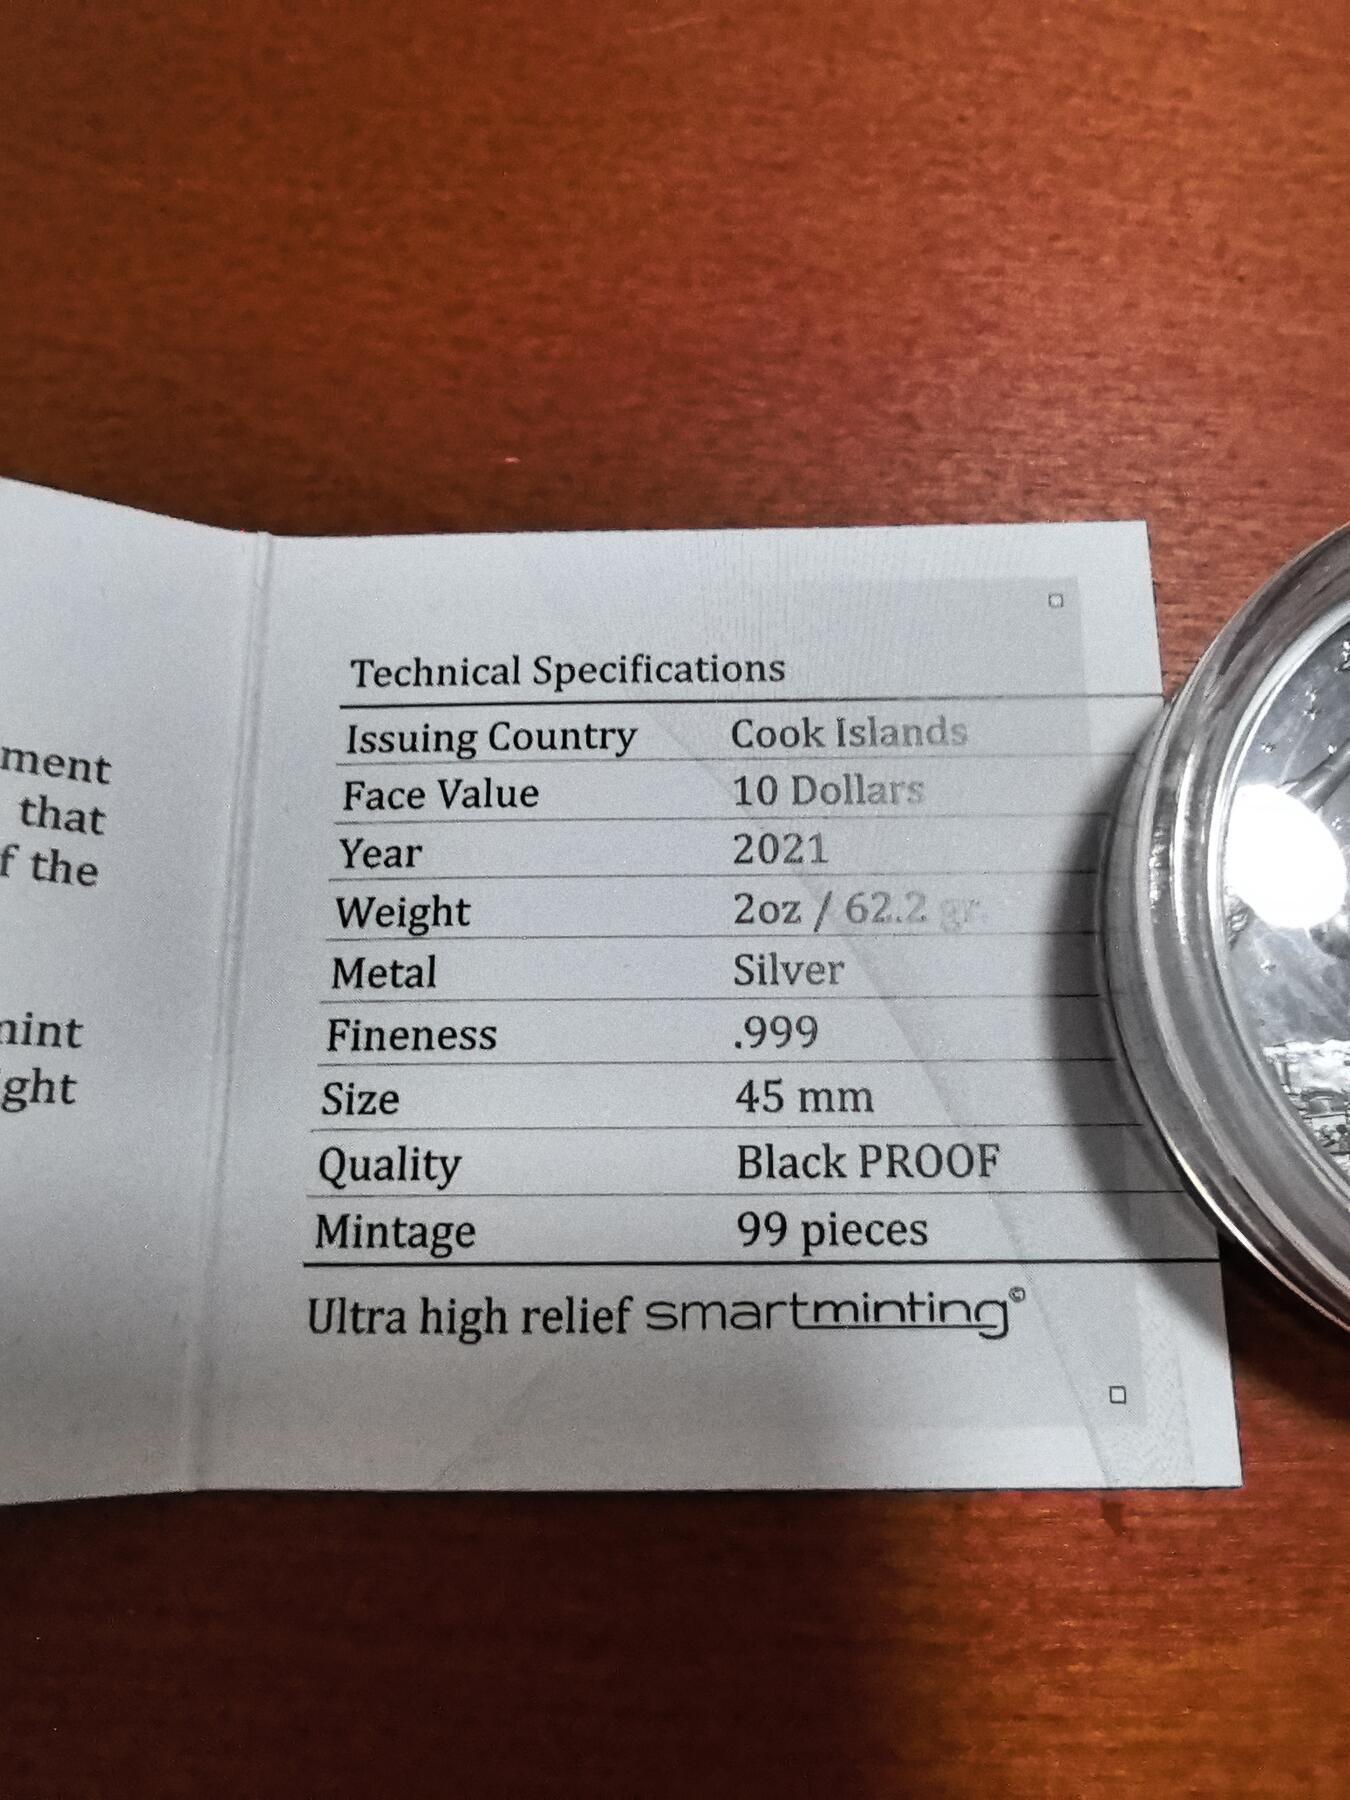 ment
that
f the
mint
ght
Technical Specifications
Issuing Country Cook Islands
Face Value 10 Dollars
Year 2021
Weight 2oz / 62.2 gr.
Metal Silver
Fineness .999
Size 45 mm
Quality Black PROOF
Mintage 99 pieces
Ultra high relief smartminting©